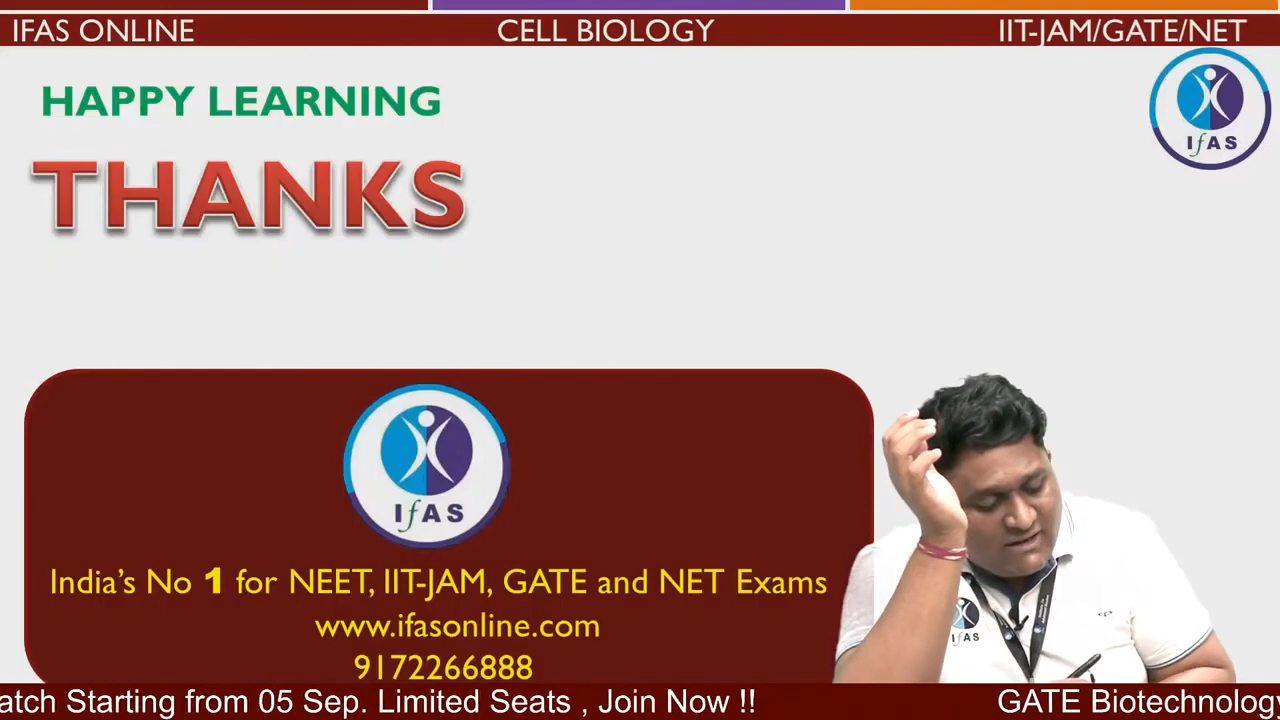 IFAS ONLINE
CELL BIOLOGY
IIT-JAM/GATE/NET
HAPPY LEARNING
IfAS
THANKS
IfAS
India's No 1 for NEET, IIT-JAM, GATE and NET Exams
www.ifasonline.com
9172266888
IfAS
atch Starting from 05 Sep. Limited Seats , Join Now !!
GATE Biotechnology